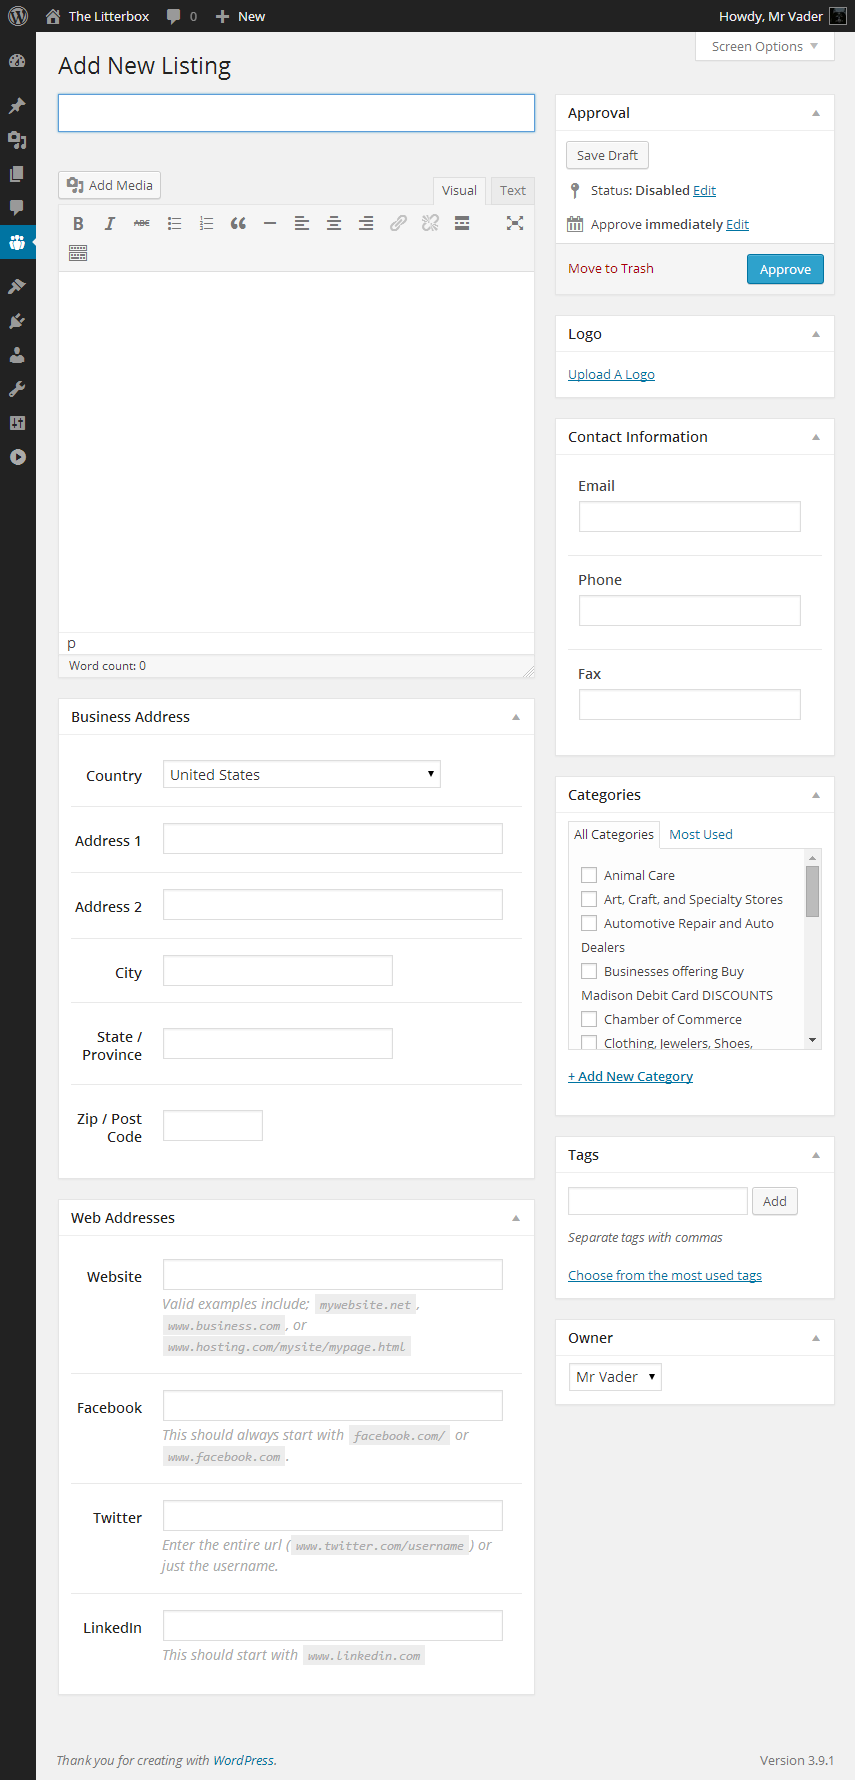 The Litterbox 0 New Howdy, Mr Vader
Screen Options
Add New Listing
Add Media
Visual Text
B I ABC
p
Word count: 0
Business Address
Country United States
Address 1
Address 2
City
State /
Province
Zip / Post
Code
Web Addresses
Website
Valid examples include; mywebsite.net,
www.business.com, or
www.hosting.com/mysite/mypage.html
Facebook
This should always start with facebook.com/ or
www.facebook.com.
Twitter
Enter the entire url (www.twitter.com/username) or
just the username.
LinkedIn
This should start with www.linkedin.com
Approval
Save Draft
Status: Disabled Edit
Approve immediately Edit
Move to Trash Approve
Logo
Upload A Logo
Contact Information
Email
Phone
Fax
Categories
All Categories Most Used
Animal Care
Art, Craft, and Specialty Stores
Automotive Repair and Auto
Dealers
Businesses offering Buy
Madison Debit Card DISCOUNTS
Chamber of Commerce
Clothing, Jewelers, Shoes,
+ Add New Category
Tags
Add
Separate tags with commas
Choose from the most used tags
Owner
Mr Vader
Thank you for creating with WordPress. Version 3.9.1